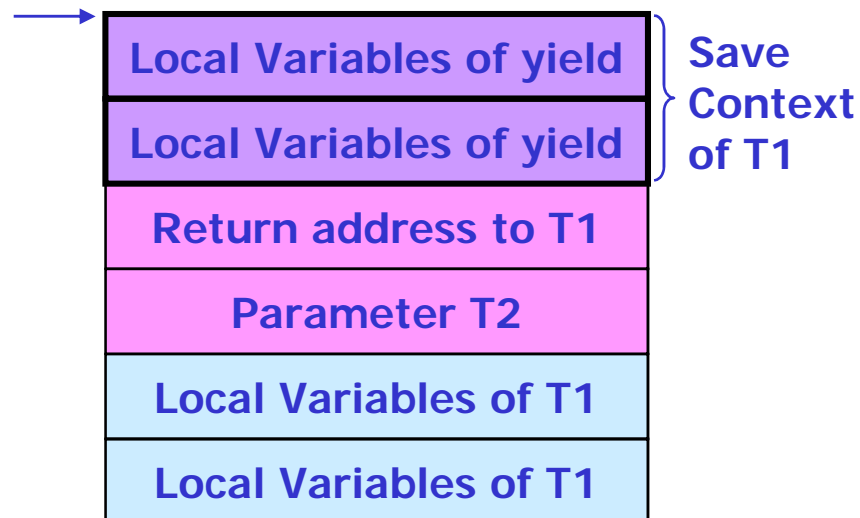 Local Variables of yield
Local Variables of yield
Save
Context
of T1
Return address to T1
Parameter T2
Local Variables of T1
Local Variables of T1